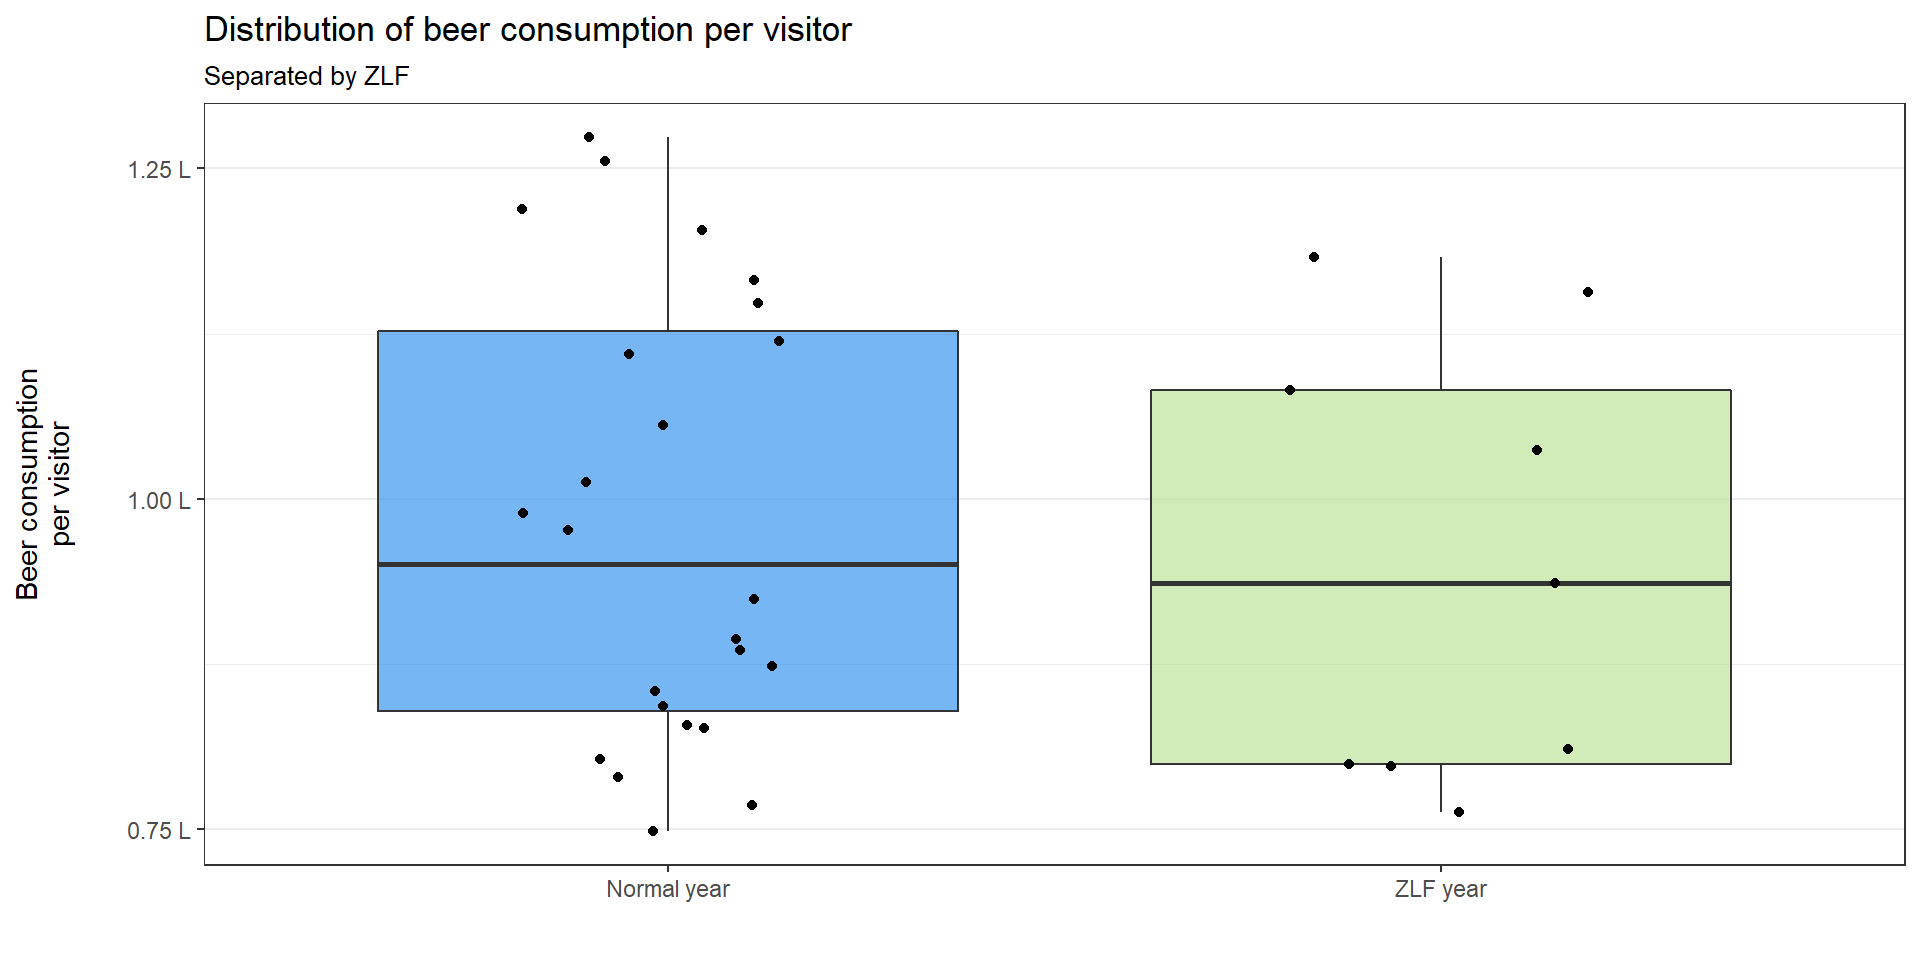 Distribution of beer consumption per visitor
Separated by ZLF
Beer consumption
per visitor
1.25 L
1.00 L
0.75 L
Normal year
ZLF year